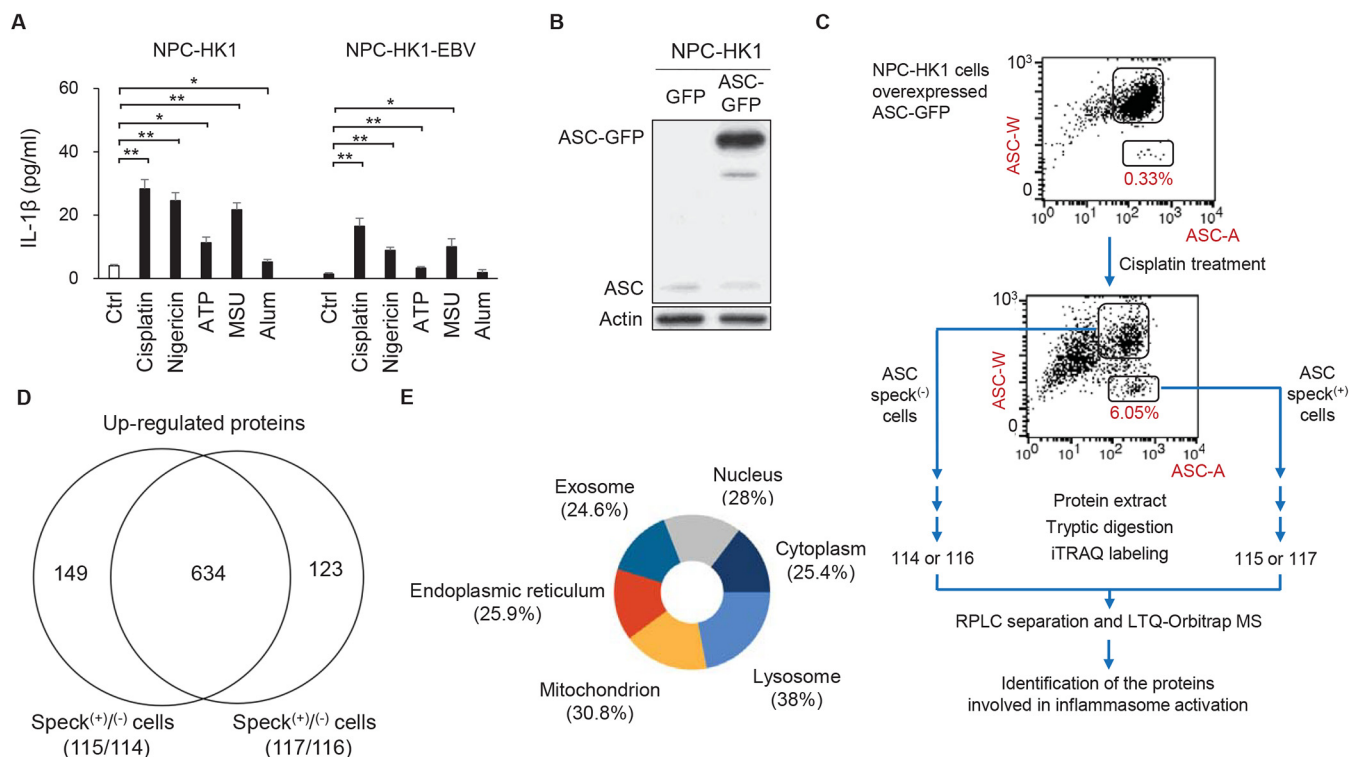 A
NPC-HK1
NPC-HK1-EBV
IL-1β (pg/ml)
60
40
20
0
*
**
*
**
**
*
**
**
**
Ctrl
Cisplatin
Nigericin
ATP
MSU
Alum
Ctrl
Cisplatin
Nigericin
ATP
MSU
Alum
B
NPC-HK1
GFP
ASC-
GFP
ASC-GFP
ASC
Actin
C
NPC-HK1 cells
overexpressed
ASC-GFP
ASC-W
10³
0
0.33%
10⁰ 10¹ 10² 10³ 10⁴
ASC-A
Cisplatin treatment
ASC-W
10³
0
6.05%
10⁰ 10¹ 10² 10³ 10⁴
ASC-A
ASC
speck⁽⁻⁾
cells
ASC
speck⁽⁺⁾
cells
Protein extract
Tryptic digestion
iTRAQ labeling
114 or 116
115 or 117
RPLC separation and LTQ-Orbitrap MS
Identification of the proteins
involved in inflammasome activation
D
Up-regulated proteins
149
634
123
Speck⁽⁺⁾/⁽⁻⁾ cells
(115/114)
Speck⁽⁺⁾/⁽⁻⁾ cells
(117/116)
E
Exosome
(24.6%)
Nucleus
(28%)
Cytoplasm
(25.4%)
Endoplasmic reticulum
(25.9%)
Mitochondrion
(30.8%)
Lysosome
(38%)